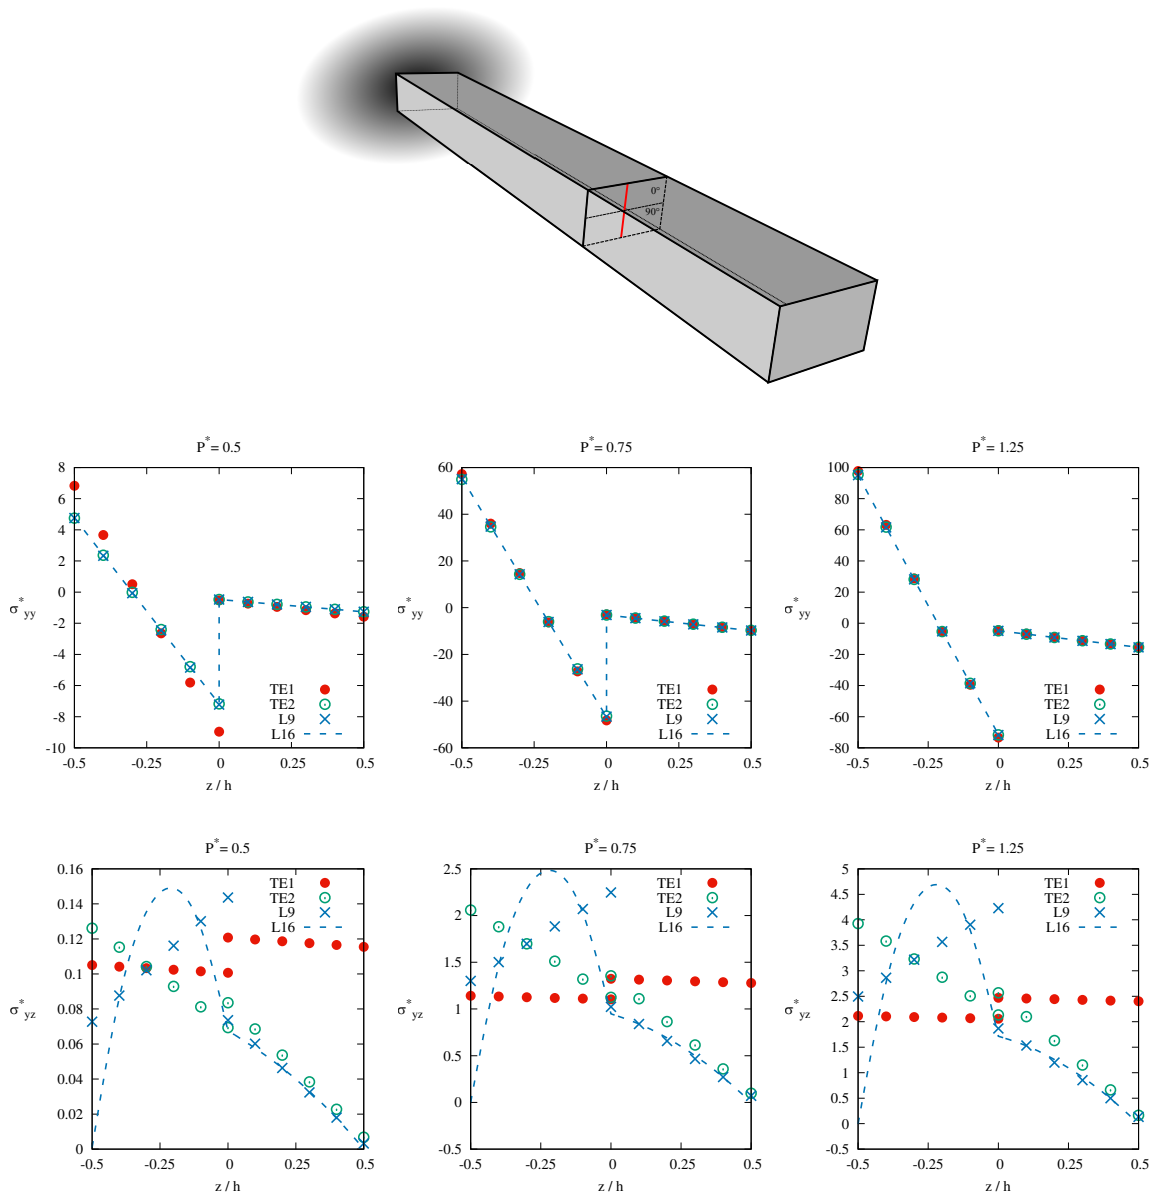 0°
90°
P*= 0.5
8
6
4
2
0
-2
-4
-6
-8
-10
σ*yy
TE1
TE2
L9
L16
-0.5 -0.25 0 0.25 0.5
z / h
P*= 0.75
60
40
20
0
-20
-40
-60
σ*yy
TE1
TE2
L9
L16
-0.5 -0.25 0 0.25 0.5
z / h
P*= 1.25
100
80
60
40
20
0
-20
-40
-60
-80
σ*yy
TE1
TE2
L9
L16
-0.5 -0.25 0 0.25 0.5
z / h
P*= 0.5
0.16
0.14
0.12
0.1
0.08
0.06
0.04
0.02
0
σ*yz
TE1
TE2
L9
L16
-0.5 -0.25 0 0.25 0.5
z / h
P*= 0.75
2.5
2
1.5
1
0.5
0
-0.5
σ*yz
TE1
TE2
L9
L16
-0.5 -0.25 0 0.25 0.5
z / h
P*= 1.25
5
4.5
4
3.5
3
2.5
2
1.5
1
0.5
0
-0.5
σ*yz
TE1
TE2
L9
L16
-0.5 -0.25 0 0.25 0.5
z / h